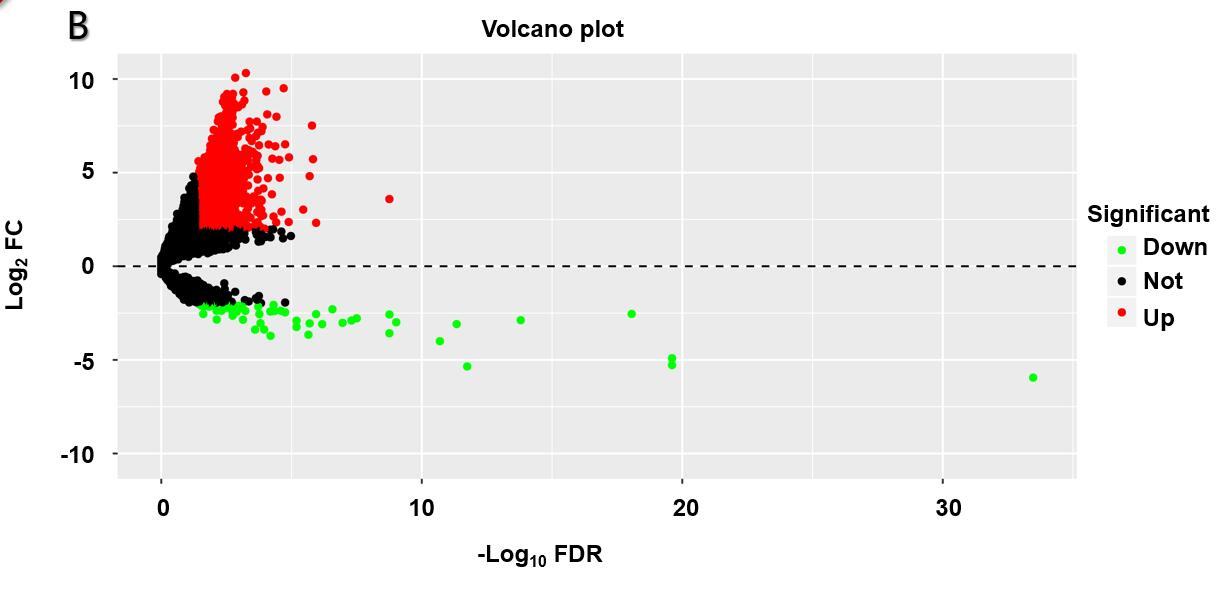 B
Volcano plot
10
5
0
-5
-10
Log₂ FC
0 10 20 30
-Log₁₀ FDR
Significant
Down
Not
Up